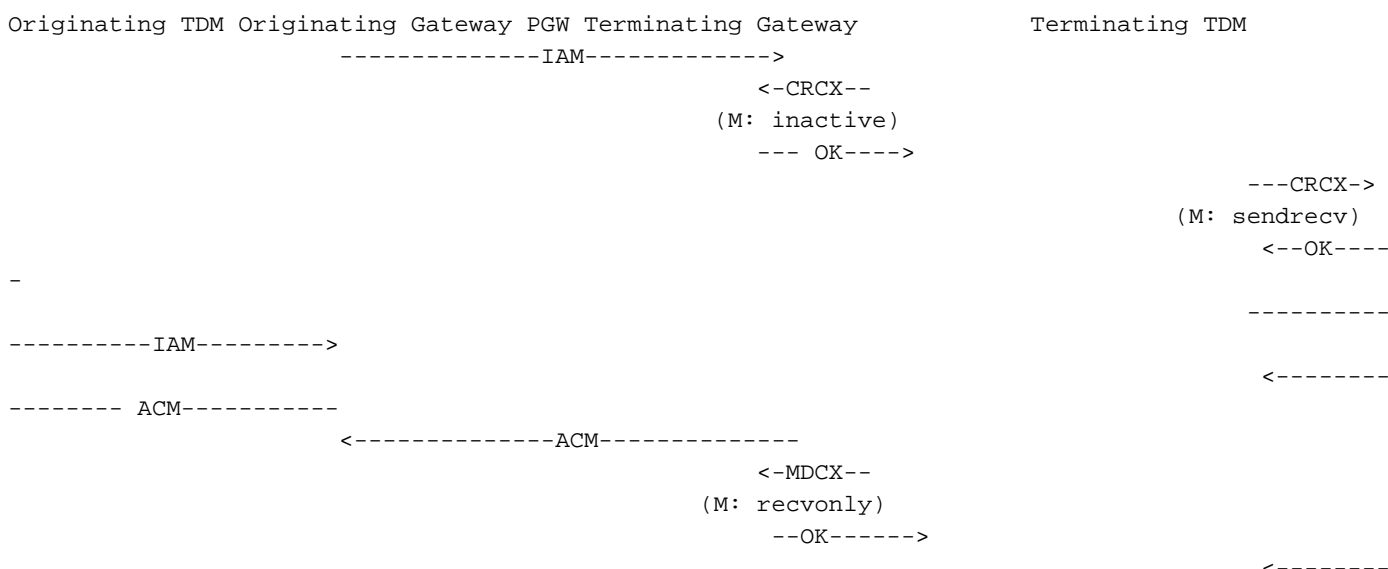 Originating TDM Originating Gateway PGW Terminating Gateway Terminating TDM
--------------IAM------------->
<-CRCX--
(M: inactive)
--- OK---->
---CRCX->
(M: sendrecv)
<--OK----
-
----------
----------IAM--------->
<--------
-------- ACM-----------
<--------------ACM--------------
<-MDCX--
(M: recvonly)
--OK------>
<--------